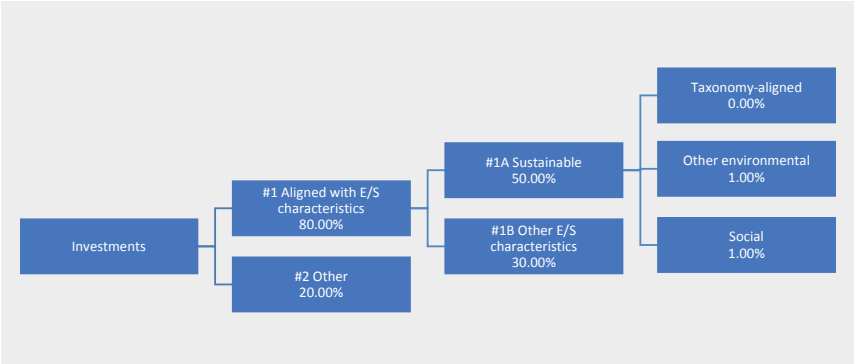 Investments
#1 Aligned with E/S
characteristics
80.00%
#2 Other
20.00%
#1A Sustainable
50.00%
#1B Other E/S
characteristics
30.00%
Taxonomy-aligned
0.00%
Other environmental
1.00%
Social
1.00%